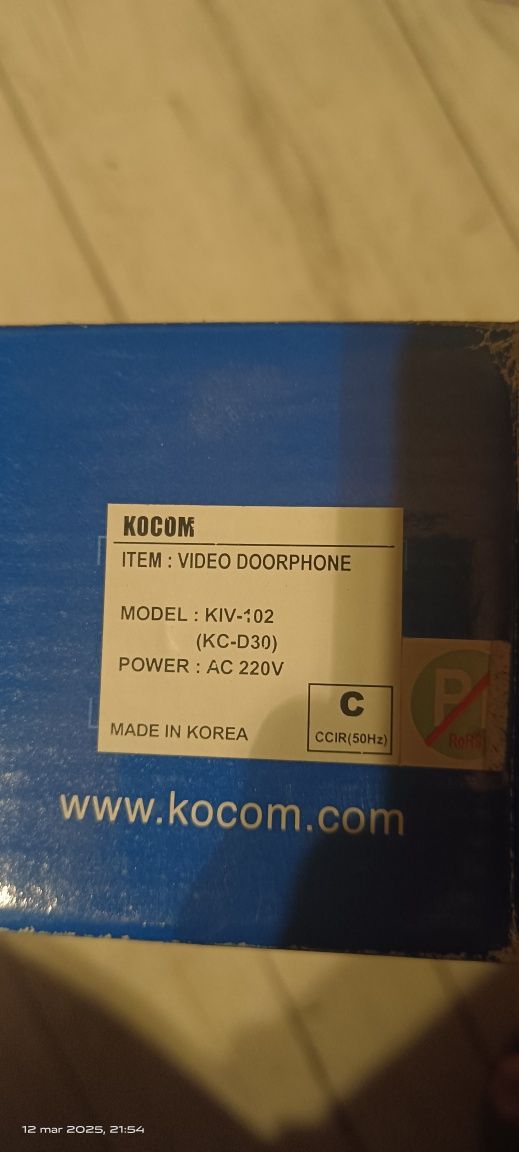 KOCOM
ITEM : VIDEO DOORPHONE
MODEL : KIV-102
(KC-D30)
POWER : AC 220V
C
CCIR(50Hz)
MADE IN KOREA
P
RoHS
www.kocom.com
12 mar 2025, 21:54